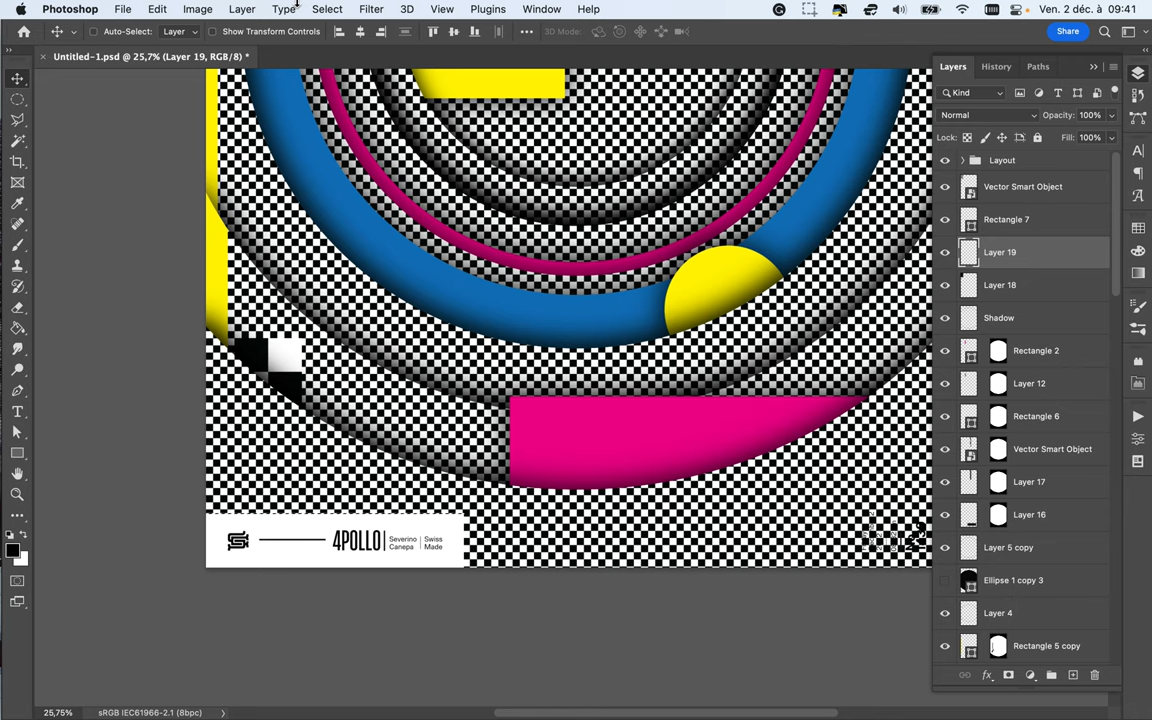 Photoshop File Edit Image Layer Type Select Filter 3D View Plugins Window Help Ven. 2 déc. à 09:41
Auto-Select: Layer Show Transform Controls 3D Mode: Share
Untitled-1.psd @ 25,7% (Layer 19, RGB/8) *
Layers History Paths
Kind
Normal Opacity: 100%
Lock: Fill: 100%
Layout
Vector Smart Object
Rectangle 7
Layer 19
Layer 18
Shadow
Rectangle 2
Layer 12
Rectangle 6
Vector Smart Object
Layer 17
Layer 16
Layer 5 copy
Ellipse 1 copy 3
Layer 4
Rectangle 5 copy
4POLLO
Severino
Canepa
Swiss
Made
25,75% sRGB IEC61966-2.1 (8bpc)